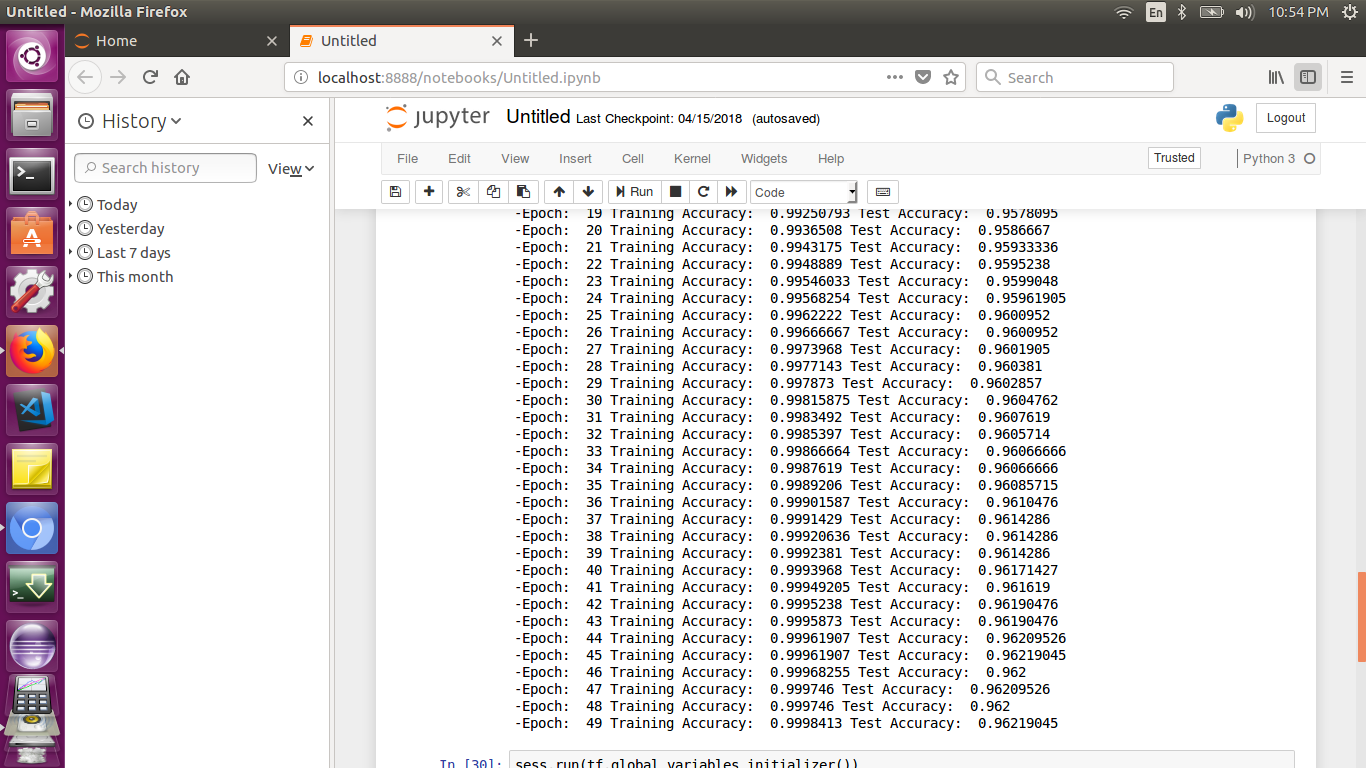 Untitled - Mozilla Firefox
En
10:54 PM
Home
Untitled
localhost:8888/notebooks/Untitled.ipynb
Search
History
Search history
View
Today
Yesterday
Last 7 days
This month
jupyter Untitled Last Checkpoint: 04/15/2018 (autosaved)
Logout
File Edit View Insert Cell Kernel Widgets Help
Trusted
Python 3
Run
Code
-Epoch:  19 Training Accuracy:  0.99250793 Test Accuracy:  0.9578095
-Epoch:  20 Training Accuracy:  0.9936508 Test Accuracy:  0.9586667
-Epoch:  21 Training Accuracy:  0.9943175 Test Accuracy:  0.95933336
-Epoch:  22 Training Accuracy:  0.9948889 Test Accuracy:  0.9595238
-Epoch:  23 Training Accuracy:  0.99546033 Test Accuracy:  0.9599048
-Epoch:  24 Training Accuracy:  0.99568254 Test Accuracy:  0.95961905
-Epoch:  25 Training Accuracy:  0.9962222 Test Accuracy:  0.9600952
-Epoch:  26 Training Accuracy:  0.99666667 Test Accuracy:  0.9600952
-Epoch:  27 Training Accuracy:  0.9973968 Test Accuracy:  0.9601905
-Epoch:  28 Training Accuracy:  0.9977143 Test Accuracy:  0.960381
-Epoch:  29 Training Accuracy:  0.997873 Test Accuracy:  0.9602857
-Epoch:  30 Training Accuracy:  0.99815875 Test Accuracy:  0.9604762
-Epoch:  31 Training Accuracy:  0.9983492 Test Accuracy:  0.9607619
-Epoch:  32 Training Accuracy:  0.9985397 Test Accuracy:  0.9605714
-Epoch:  33 Training Accuracy:  0.99866664 Test Accuracy:  0.96066666
-Epoch:  34 Training Accuracy:  0.9987619 Test Accuracy:  0.96066666
-Epoch:  35 Training Accuracy:  0.9989206 Test Accuracy:  0.96085715
-Epoch:  36 Training Accuracy:  0.99901587 Test Accuracy:  0.9610476
-Epoch:  37 Training Accuracy:  0.9991429 Test Accuracy:  0.9614286
-Epoch:  38 Training Accuracy:  0.99920636 Test Accuracy:  0.9614286
-Epoch:  39 Training Accuracy:  0.9992381 Test Accuracy:  0.9614286
-Epoch:  40 Training Accuracy:  0.9993968 Test Accuracy:  0.96171427
-Epoch:  41 Training Accuracy:  0.99949205 Test Accuracy:  0.961619
-Epoch:  42 Training Accuracy:  0.9995238 Test Accuracy:  0.96190476
-Epoch:  43 Training Accuracy:  0.9995873 Test Accuracy:  0.96190476
-Epoch:  44 Training Accuracy:  0.99961907 Test Accuracy:  0.96209526
-Epoch:  45 Training Accuracy:  0.99961907 Test Accuracy:  0.96219045
-Epoch:  46 Training Accuracy:  0.99968255 Test Accuracy:  0.962
-Epoch:  47 Training Accuracy:  0.999746 Test Accuracy:  0.96209526
-Epoch:  48 Training Accuracy:  0.999746 Test Accuracy:  0.962
-Epoch:  49 Training Accuracy:  0.9998413 Test Accuracy:  0.96219045
In [30]: sess.run(tf.global_variables_initializer())